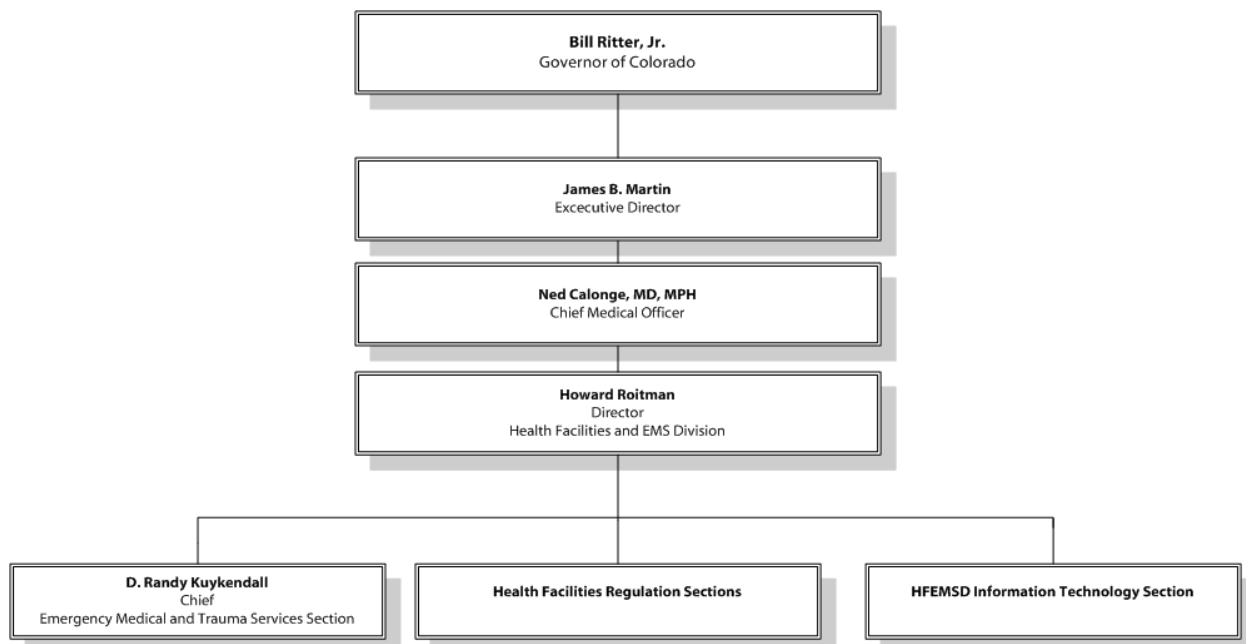 Bill Ritter, Jr.
Governor of Colorado
James B. Martin
Excecutive Director
Ned Calonge, MD, MPH
Chief Medical Officer
Howard Roitman
Director
Health Facilities and EMS Division
D. Randy Kuykendall
Chief
Emergency Medical and Trauma Services Section
Health Facilities Regulation Sections
HFEMSD Information Technology Section